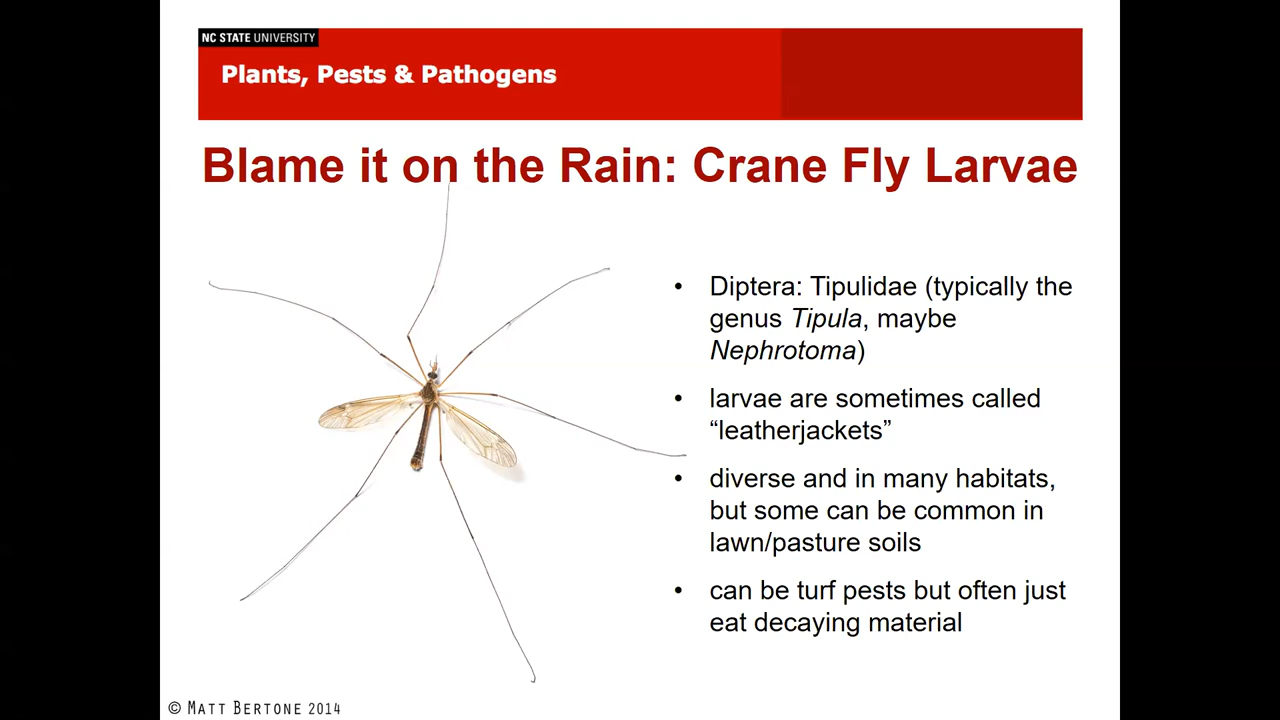 NC STATE UNIVERSITY
Plants, Pests & Pathogens
Blame it on the Rain: Crane Fly Larvae
• Diptera: Tipulidae (typically the
genus Tipula, maybe
Nephrotoma)
• larvae are sometimes called
“leatherjackets”
• diverse and in many habitats,
but some can be common in
lawn/pasture soils
• can be turf pests but often just
eat decaying material
© MATT BERTONE 2014